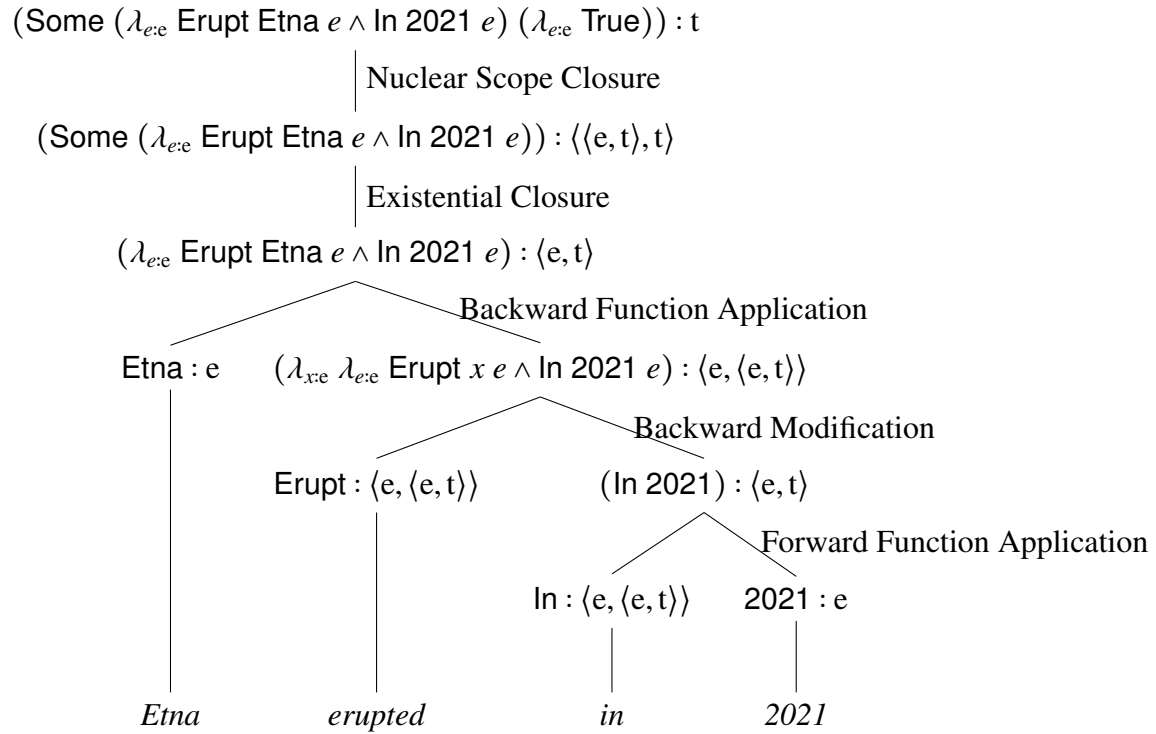 (Some (λₑ:ₑ Erupt Etna e ∧ In 2021 e) (λₑ:ₑ True)) : t
Nuclear Scope Closure
(Some (λₑ:ₑ Erupt Etna e ∧ In 2021 e)) : ⟨⟨e, t⟩, t⟩
Existential Closure
(λₑ:ₑ Erupt Etna e ∧ In 2021 e) : ⟨e, t⟩
Backward Function Application
Etna : e (λₓ:ₑ λₑ:ₑ Erupt x e ∧ In 2021 e) : ⟨e, ⟨e, t⟩⟩
Backward Modification
Erupt : ⟨e, ⟨e, t⟩⟩ (In 2021) : ⟨e, t⟩
Forward Function Application
In : ⟨e, ⟨e, t⟩⟩ 2021 : e
Etna erupted in 2021